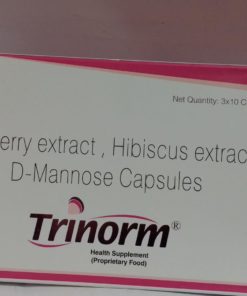 Net Quantity: 3x10 C
erry extract , Hibiscus extrac
D-Mannose Capsules
Trinorm®
Health Supplement
(Proprietary Food)